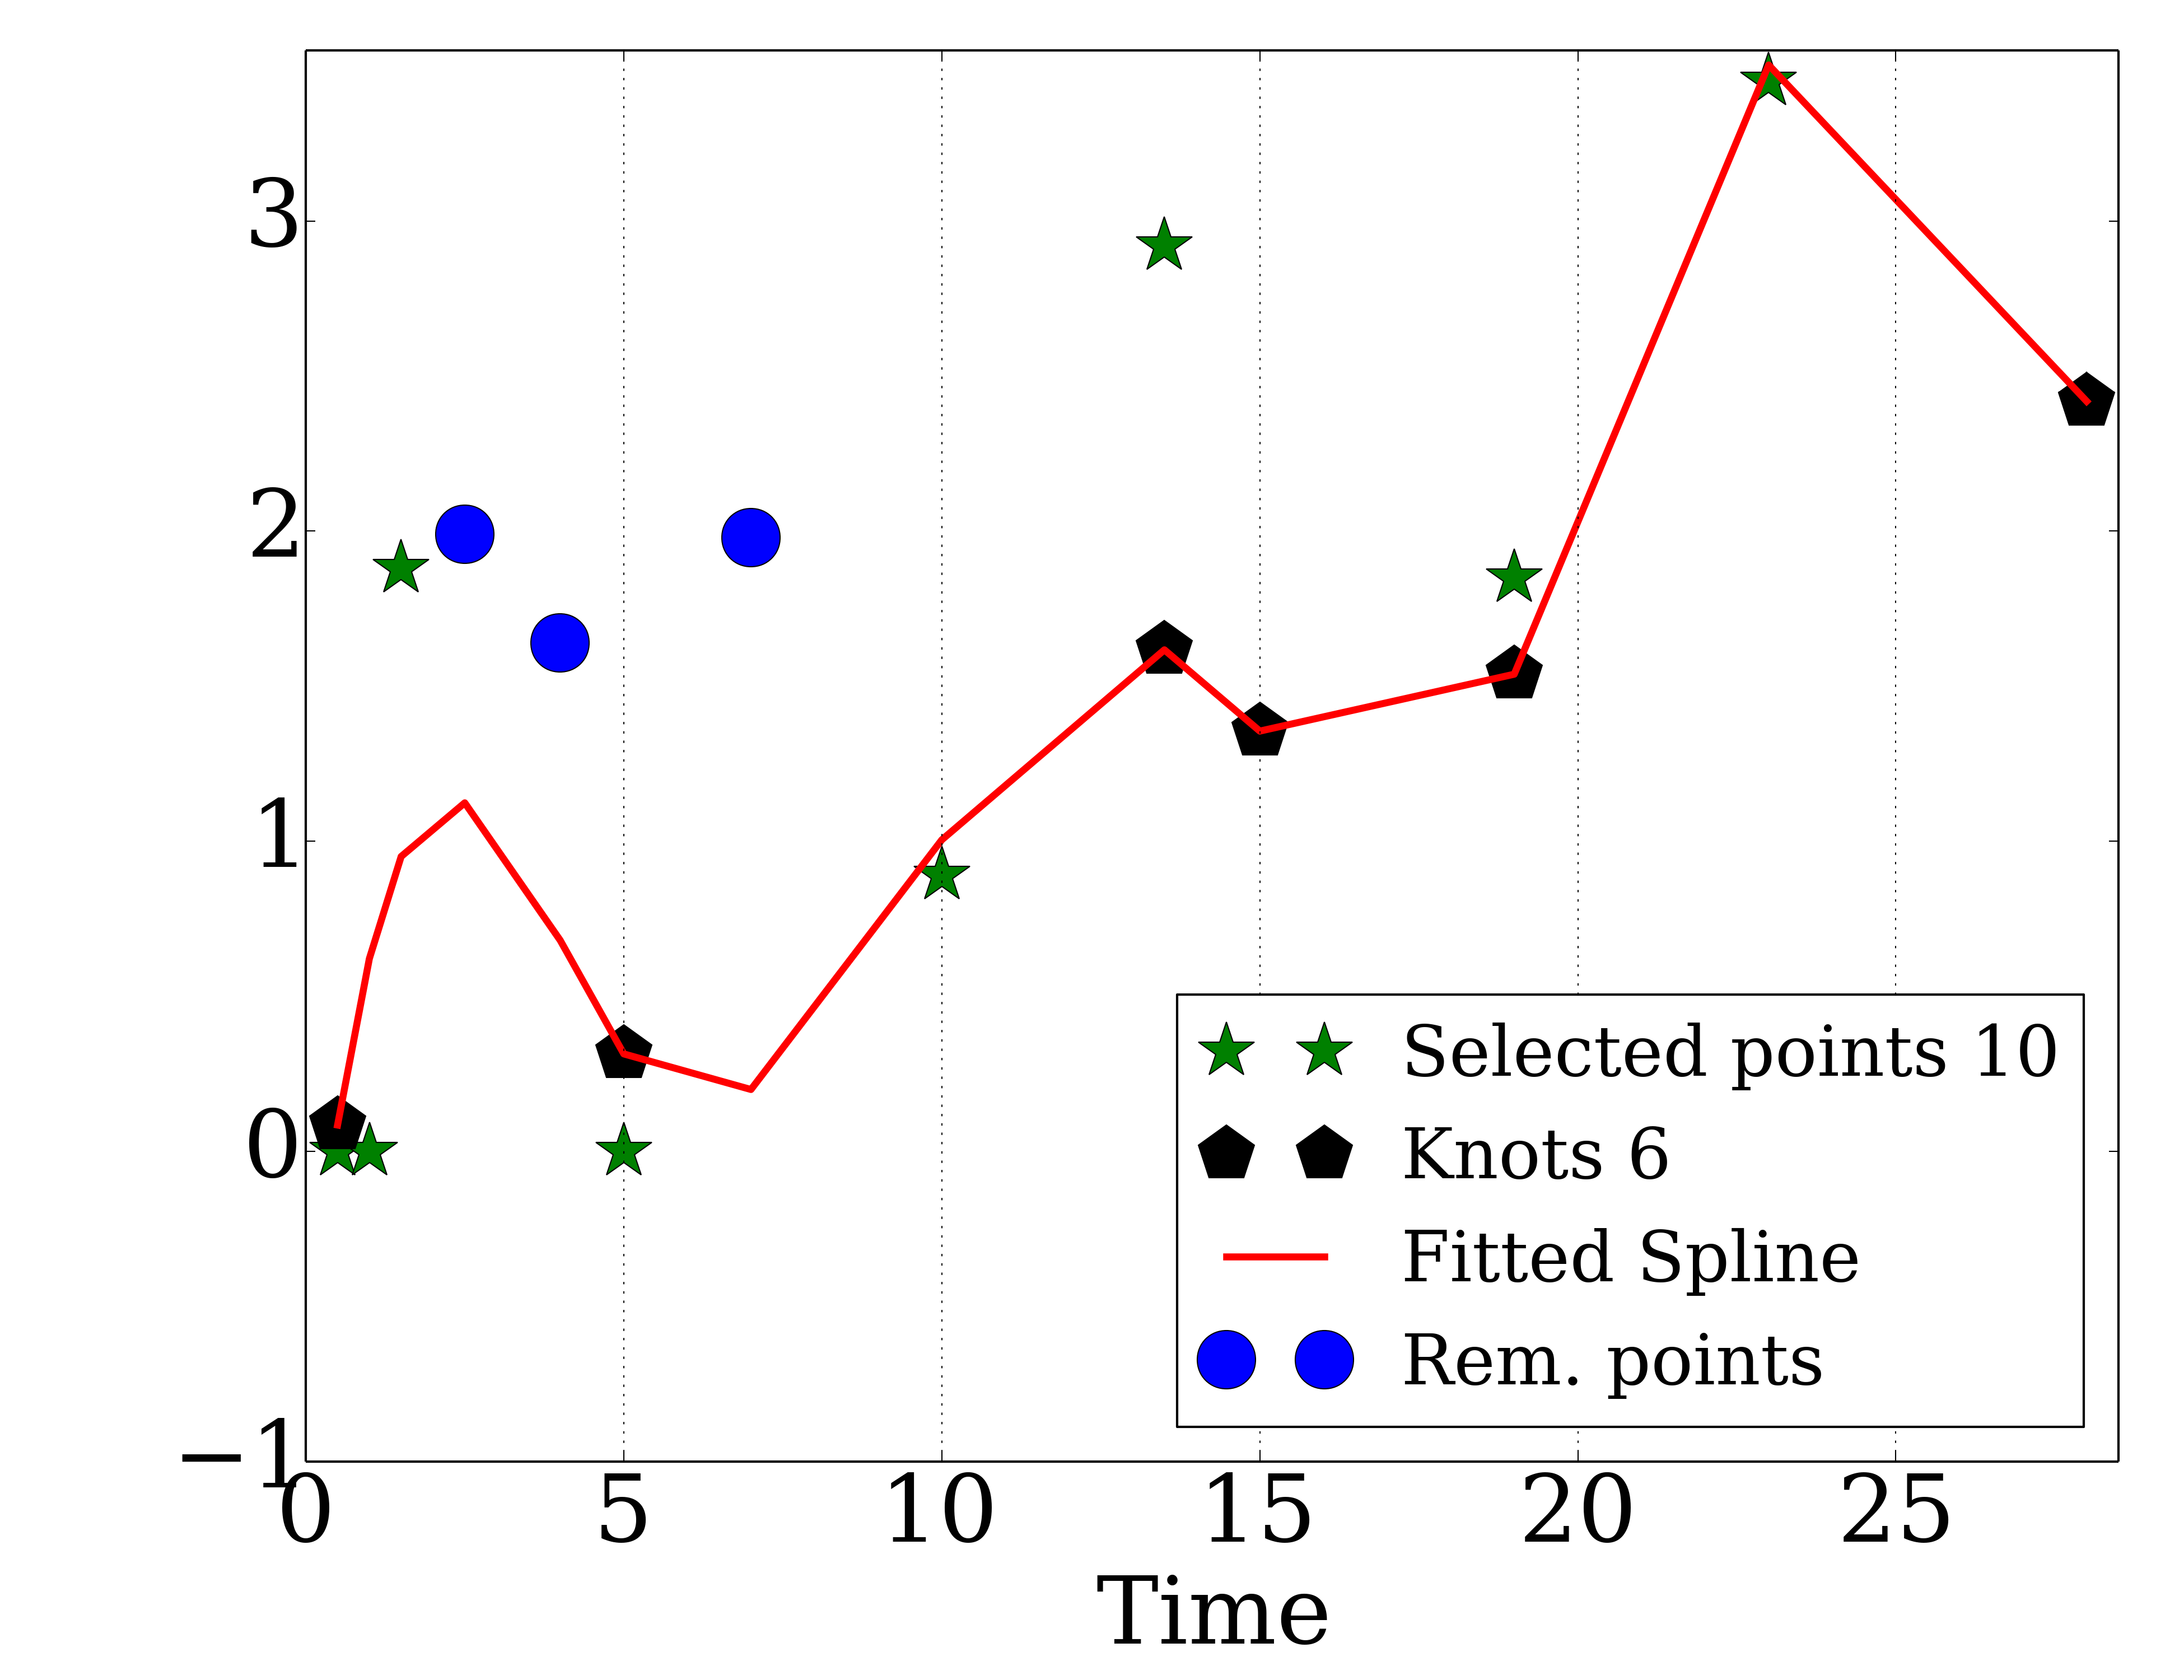 3
2
1
0
−1
0 5 10 15 20 25
Time
Selected points 10
Knots 6
Fitted Spline
Rem. points